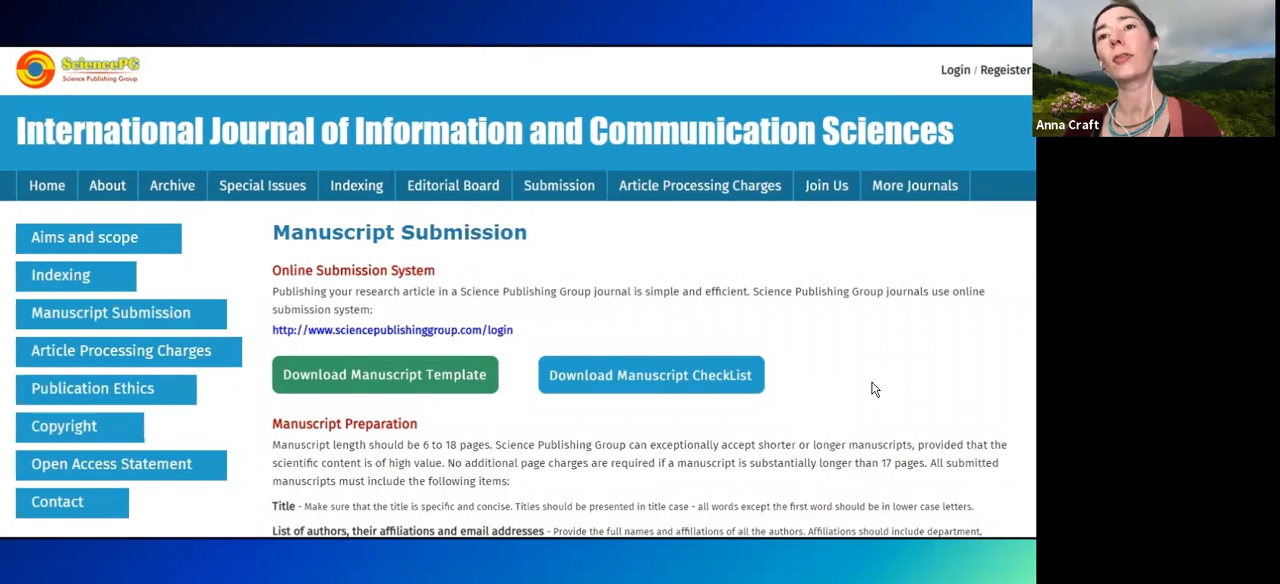 SciencePG
Science Publishing Group
Login / Regeister
Anna Craft
International Journal of Information and Communication Sciences
Home About Archive Special Issues Indexing Editorial Board Submission Article Processing Charges Join Us More Journals
Aims and scope
Indexing
Manuscript Submission
Article Processing Charges
Publication Ethics
Copyright
Open Access Statement
Contact
Manuscript Submission
Online Submission System
Publishing your research article in a Science Publishing Group journal is simple and efficient. Science Publishing Group journals use online
submission system:
http://www.sciencepublishinggroup.com/login
Download Manuscript Template
Download Manuscript CheckList
Manuscript Preparation
Manuscript length should be 6 to 18 pages. Science Publishing Group can exceptionally accept shorter or longer manuscripts, provided that the
scientific content is of high value. No additional page charges are required if a manuscript is substantially longer than 17 pages. All submitted
manuscripts must include the following items:
Title - Make sure that the title is specific and concise. Titles should be presented in title case - all words except the first word should be in lower case letters.
List of authors, their affiliations and email addresses - Provide the full names and affiliations of all the authors. Affiliations should include department,